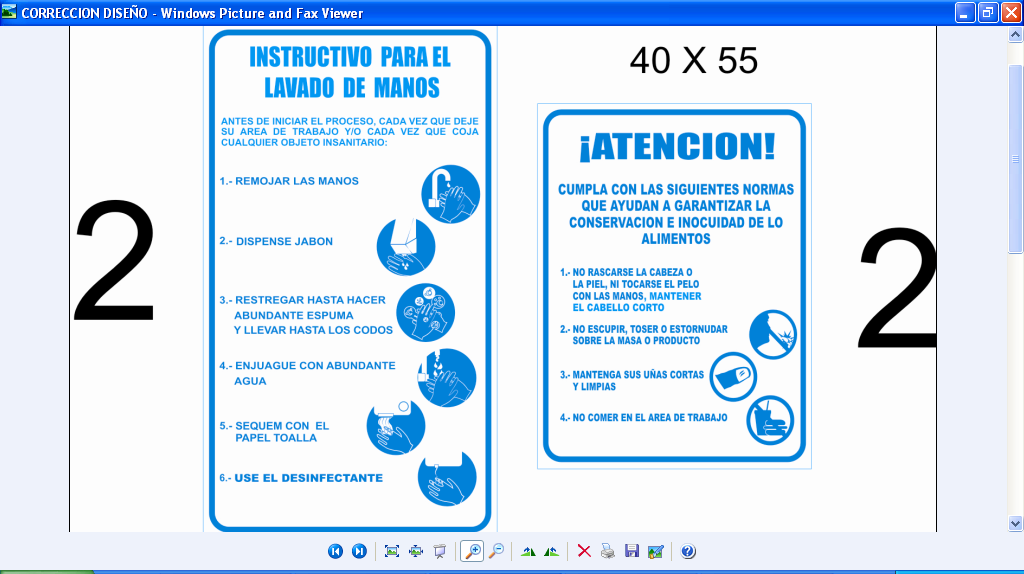 CORRECCION DISEÑO - Windows Picture and Fax Viewer
2
INSTRUCTIVO PARA EL
LAVADO DE MANOS
ANTES DE INICIAR EL PROCESO, CADA VEZ QUE DEJE
SU AREA DE TRABAJO Y/O CADA VEZ QUE COJA
CUALQUIER OBJETO INSANITARIO:
1.- REMOJAR LAS MANOS
2.- DISPENSE JABON
3.- RESTREGAR HASTA HACER
ABUNDANTE ESPUMA
Y LLEVAR HASTA LOS CODOS
4.- ENJUAGUE CON ABUNDANTE
AGUA
5.- SEQUEM CON EL
PAPEL TOALLA
6.- USE EL DESINFECTANTE
40 X 55
¡ATENCION!
CUMPLA CON LAS SIGUIENTES NORMAS
QUE AYUDAN A GARANTIZAR LA
CONSERVACION E INOCUIDAD DE LO
ALIMENTOS
1.- NO RASCARSE LA CABEZA O
LA PIEL, NI TOCARSE EL PELO
CON LAS MANOS, MANTENER
EL CABELLO CORTO
2.- NO ESCUPIR, TOSER O ESTORNUDAR
SOBRE LA MASA O PRODUCTO
3.- MANTENGA SUS UÑAS CORTAS
Y LIMPIAS
4.- NO COMER EN EL AREA DE TRABAJO
2